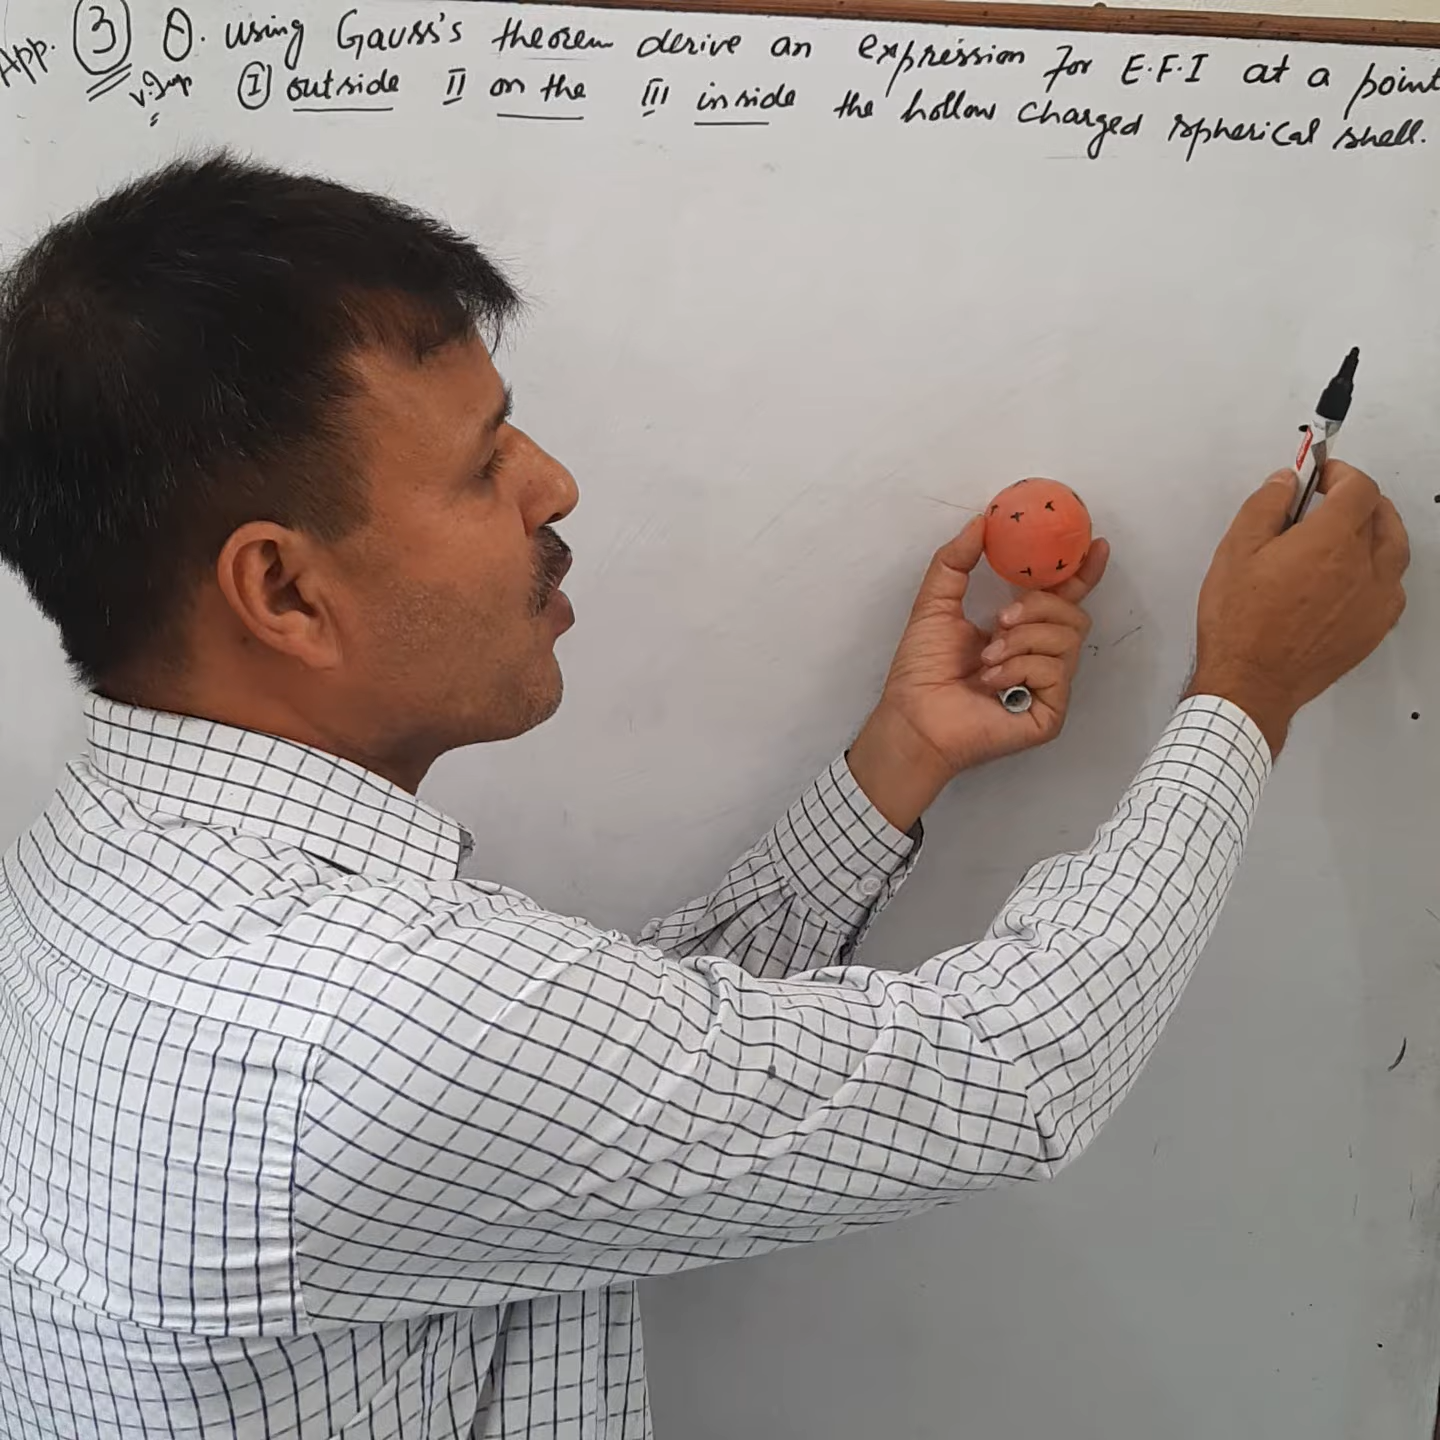 App. 3 Q. using Gauss's theorem derive an expression for E.F.I at a point
V.Imp I outside II on the III inside the hollow charged spherical shell.